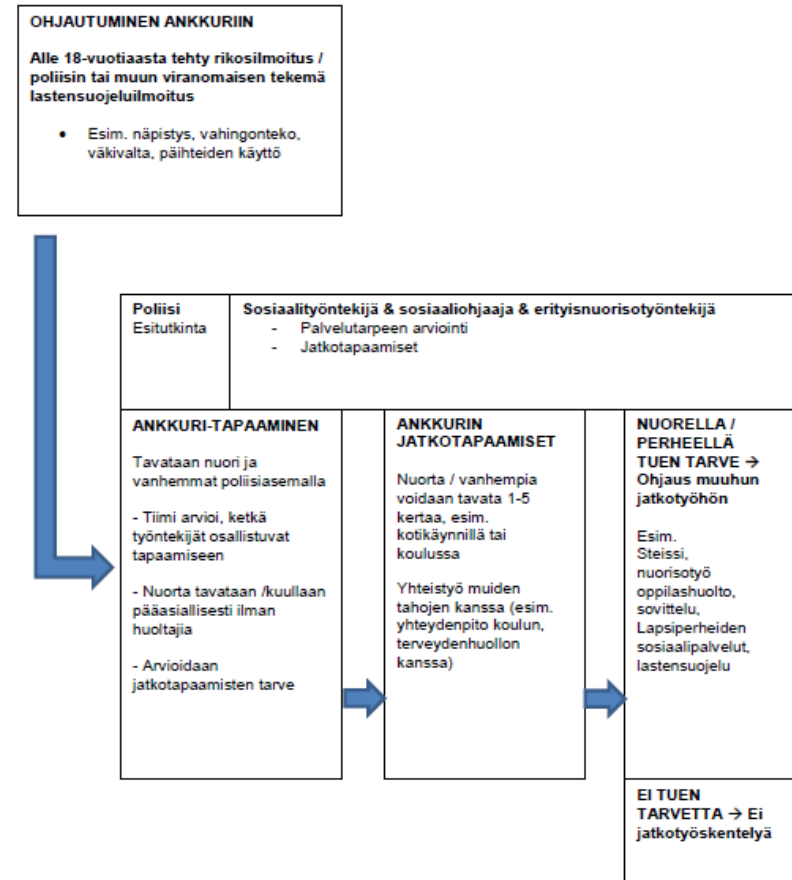 OHJAUTUMINEN ANKKURIIN
Alle 18-vuotiaasta tehty rikosilmoitus /
poliisin tai muun viranomaisen tekemä
lastensuojeluilmoitus
• Esim. näpistys, vahingonteko,
väkivalta, päihteiden käyttö
Poliisi
Esitutkinta
Sosiaalityöntekijä & sosiaaliohjaaja & erityisnuorisotyöntekijä
- Palvelutarpeen arviointi
- Jatkotapaamiset
ANKKURI-TAPAAMINEN
Tavataan nuori ja
vanhemmat poliisiasemalla
- Tiimi arvioi, ketkä
työntekijät osallistuvat
tapaamiseen
- Nuorta tavataan /kuullaan
pääasiallisesti ilman
huoltajia
- Arvioidaan
jatkotapaamisten tarve
ANKKURIN
JATKOTAPAAMISET
Nuorta / vanhempia
voidaan tavata 1-5
kertaa, esim.
kotikäynnillä tai
koulussa
Yhteistyö muiden
tahojen kanssa (esim.
yhteydenpito koulun,
terveydenhuollon
kanssa)
NUORELLA /
PERHEELLÄ
TUEN TARVE →
Ohjaus muuhun
jatkotyöhön
Esim.
Steissi,
nuorisotyö
oppilashuolto,
sovittelu,
Lapsiperheiden
sosiaalipalvelut,
lastensuojelu
EI TUEN
TARVETTA → Ei
jatkotyöskentelyä